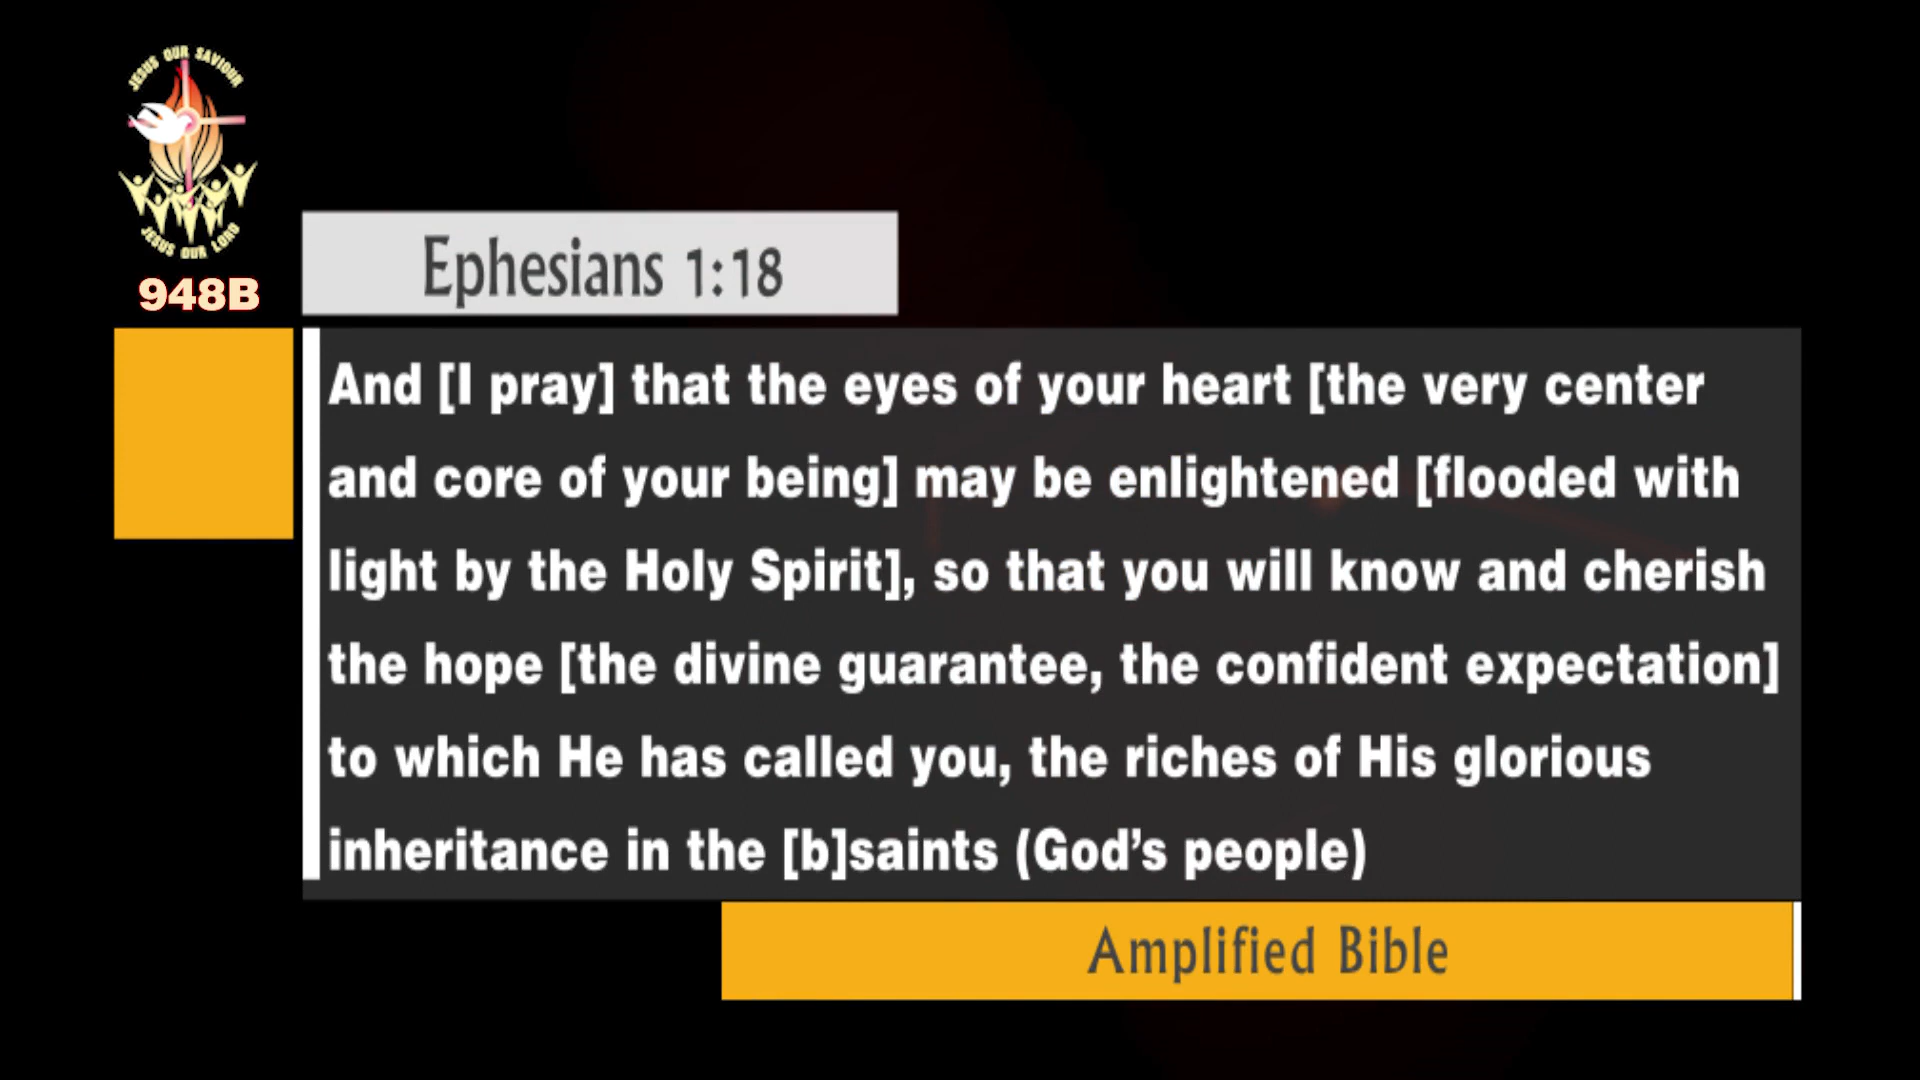 JESUS OUR SAVIOUR
JESUS OUR LORD
948B
Ephesians 1:18
And [I pray] that the eyes of your heart [the very center
and core of your being] may be enlightened [flooded with
light by the Holy Spirit], so that you will know and cherish
the hope [the divine guarantee, the confident expectation]
to which He has called you, the riches of His glorious
inheritance in the [b]saints (God’s people)
Amplified Bible